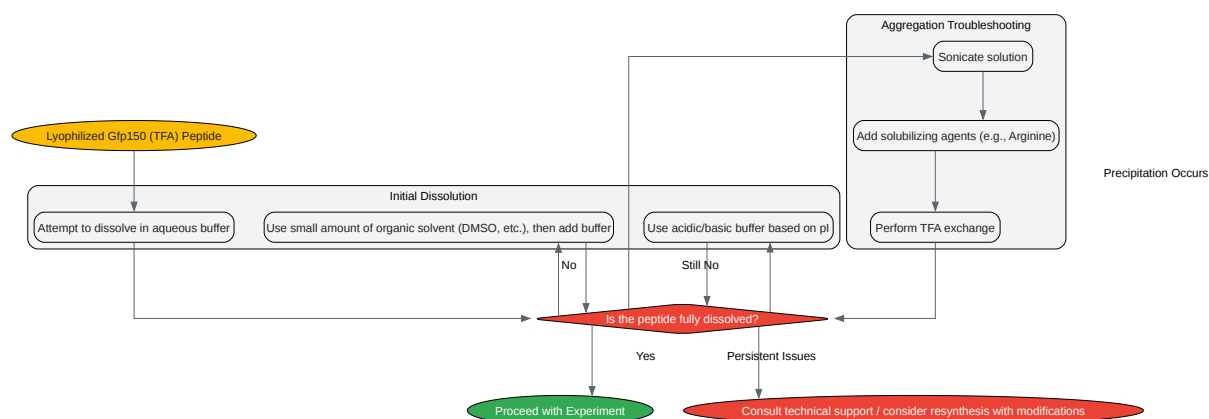 Aggregation Troubleshooting
Sonicate solution
Lyophilized Gfp150 (TFA) Peptide
Add solubilizing agents (e.g., Arginine)
Precipitation Occurs
Initial Dissolution
Attempt to dissolve in aqueous buffer
Use small amount of organic solvent (DMSO, etc.), then add buffer
Use acidic/basic buffer based on pI
Perform TFA exchange
No
Still No
Is the peptide fully dissolved?
Yes
Persistent Issues
Proceed with Experiment
Consult technical support / consider resynthesis with modifications